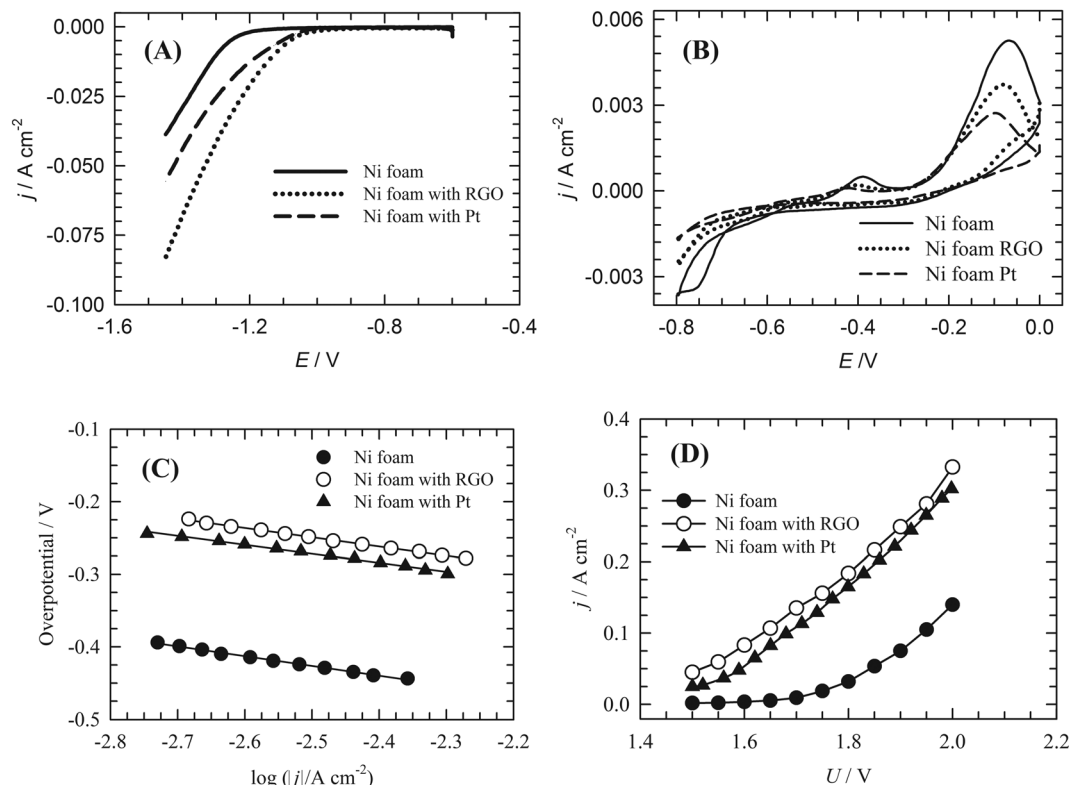 (A)
0.000
-0.025
-0.050
-0.075
-0.100
j / A cm-2
Ni foam
Ni foam with RGO
Ni foam with Pt
-1.6 -1.4 -1.2 -1.0 -0.8 -0.6 -0.4
E / V
(B)
0.006
0.003
0.000
-0.003
j / A cm-2
Ni foam
Ni foam RGO
Ni foam Pt
-0.8 -0.6 -0.4 -0.2 0.0
E /V
(C)
-0.1
-0.2
-0.3
-0.4
-0.5
Overpotential / V
Ni foam
Ni foam with RGO
Ni foam with Pt
-2.8 -2.7 -2.6 -2.5 -2.4 -2.3 -2.2
log (|j|/A cm-2)
(D)
0.4
0.3
0.2
0.1
0.0
j / A cm-2
Ni foam
Ni foam with RGO
Ni foam with Pt
1.4 1.6 1.8 2.0 2.2
U / V